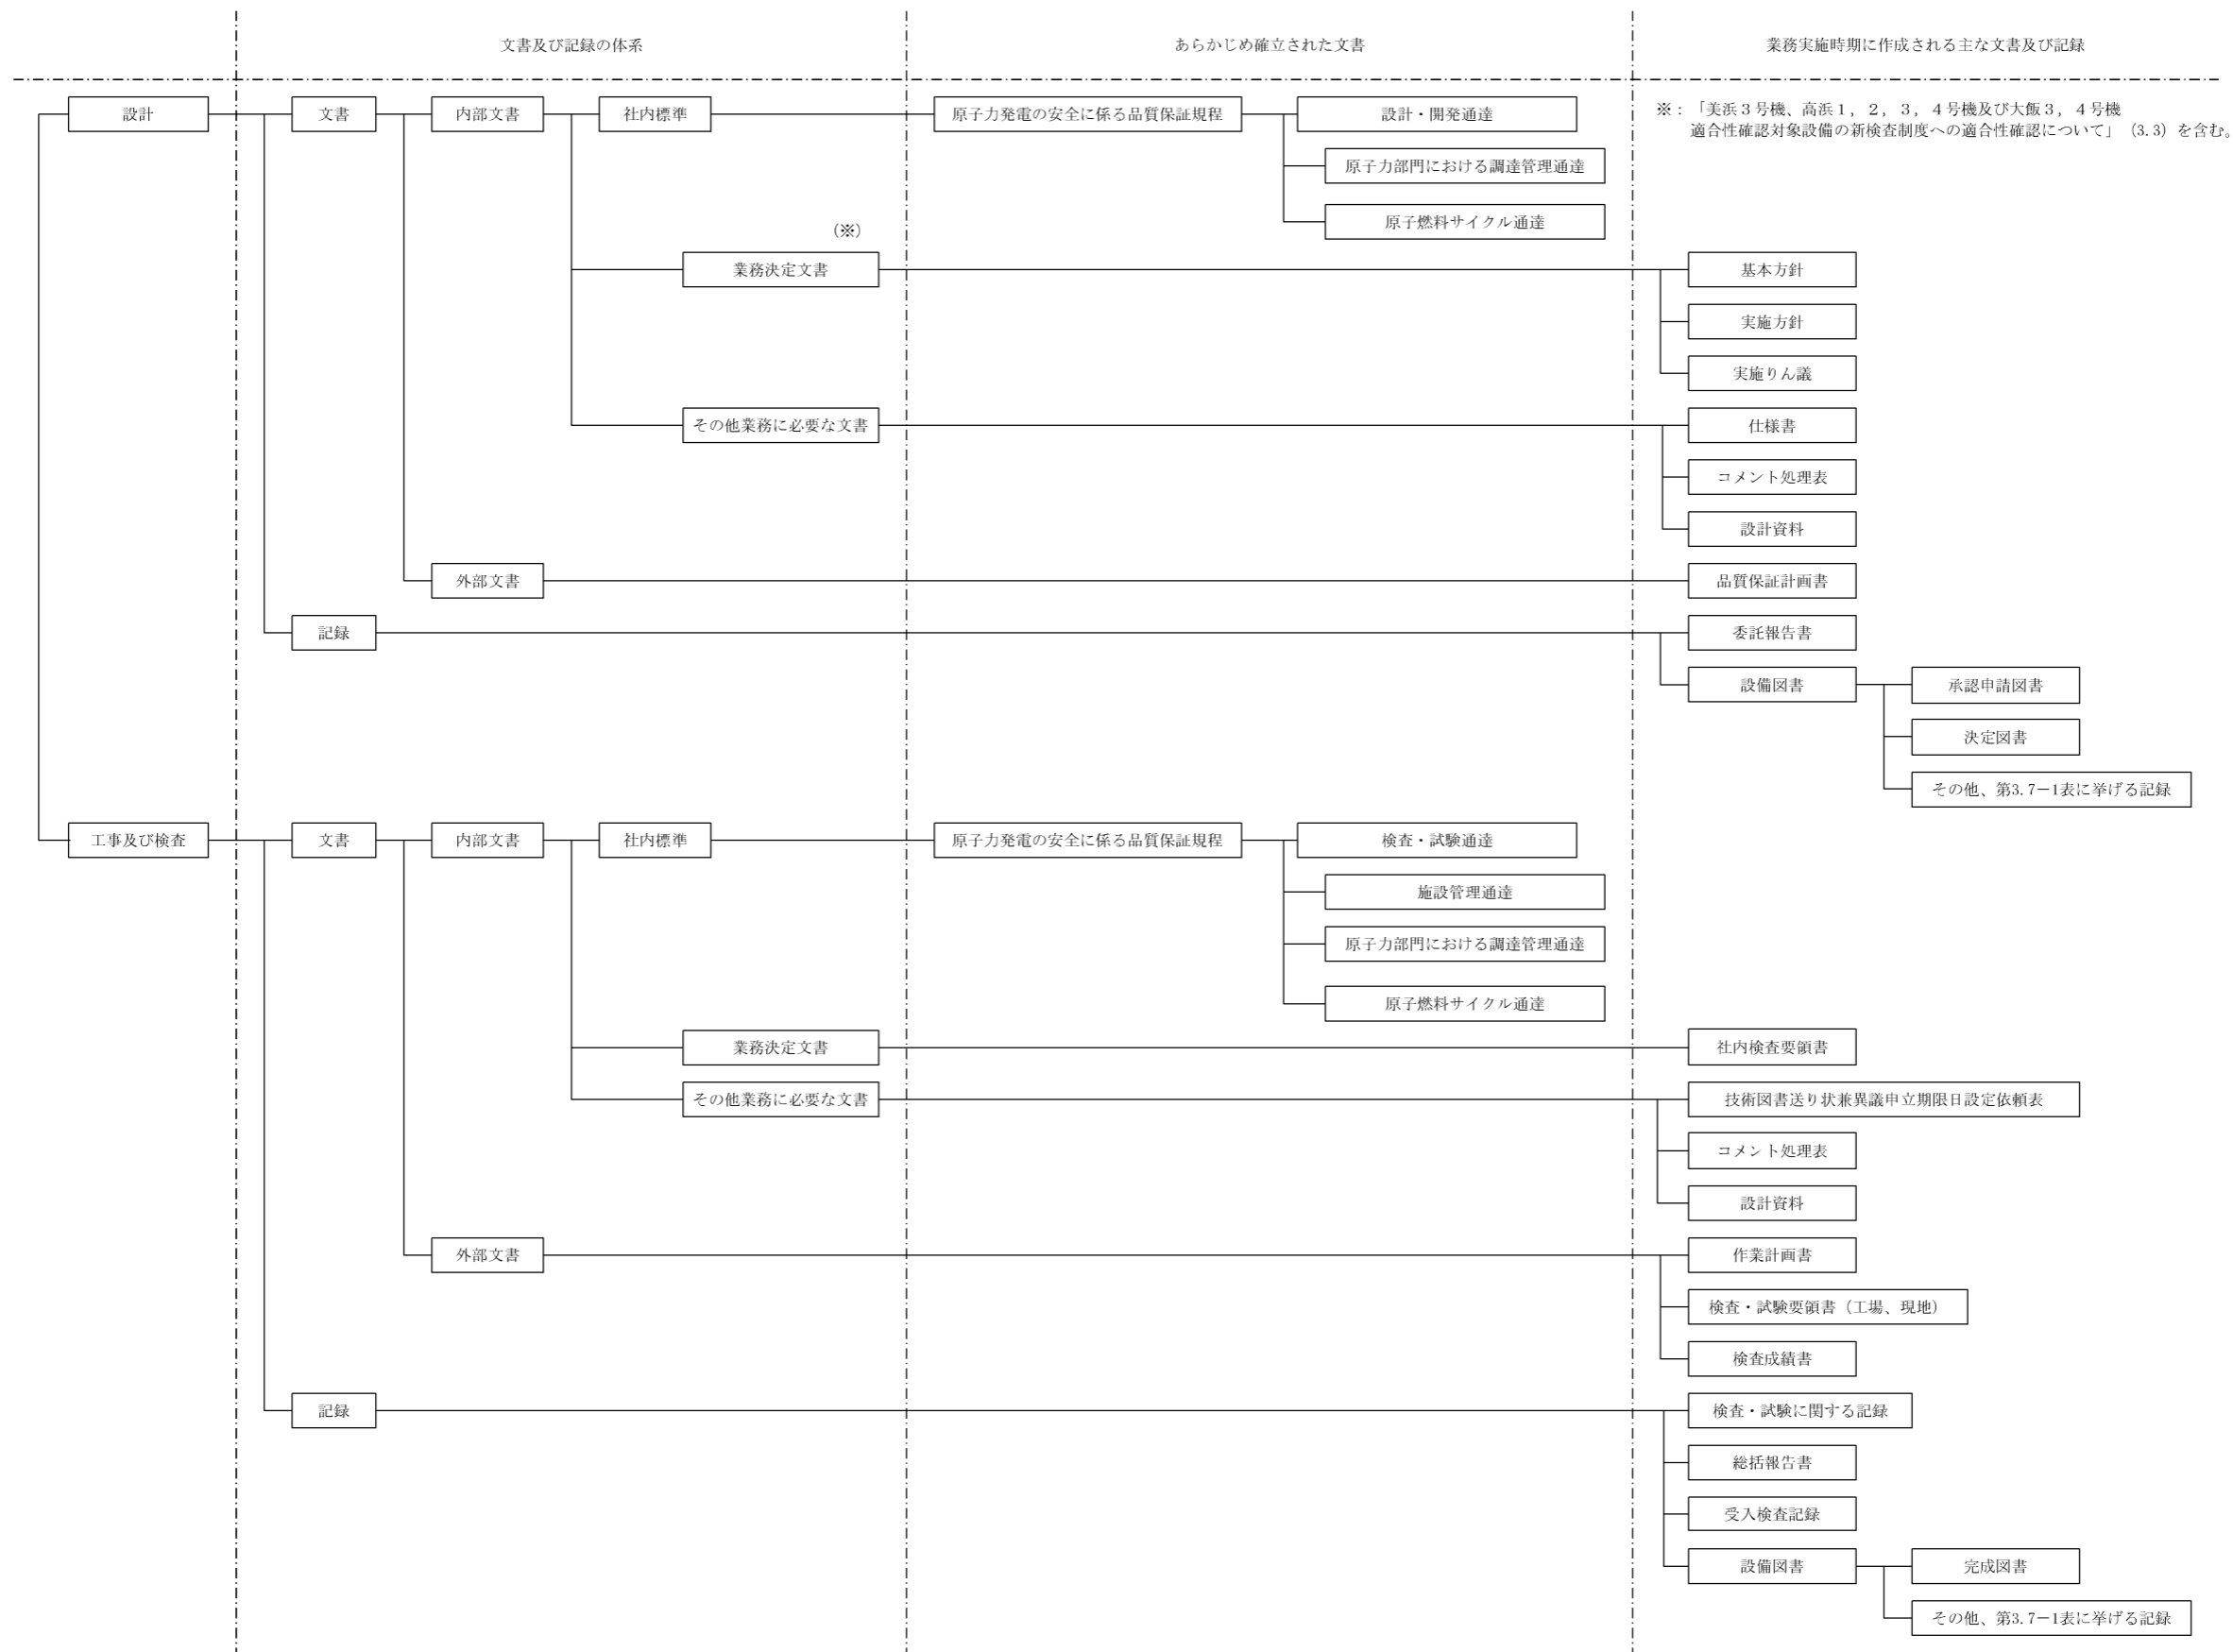 文書及び記録の体系
あらかじめ確立された文書
業務実施時期に作成される主な文書及び記録
設計
文書
内部文書
社内標準
原子力発電の安全に係る品質保証規程
設計・開発通達
※：「美浜３号機、高浜１，２，３，４号機及び大飯３，４号機
適合性確認対象設備の新検査制度への適合性確認について」（3.3）を含む。
原子力部門における調達管理通達
原子燃料サイクル通達
（※）
業務決定文書
基本方針
実施方針
実施りん議
その他業務に必要な文書
仕様書
コメント処理表
設計資料
外部文書
品質保証計画書
記録
委託報告書
設備図書
承認申請図書
決定図書
その他、第3.7－1表に挙げる記録
工事及び検査
文書
内部文書
社内標準
原子力発電の安全に係る品質保証規程
検査・試験通達
施設管理通達
原子力部門における調達管理通達
原子燃料サイクル通達
業務決定文書
社内検査要領書
その他業務に必要な文書
技術図書送り状兼異議申立期限日設定依頼表
コメント処理表
設計資料
外部文書
作業計画書
検査・試験要領書（工場、現地）
検査成績書
記録
検査・試験に関する記録
総括報告書
受入検査記録
設備図書
完成図書
その他、第3.7－1表に挙げる記録